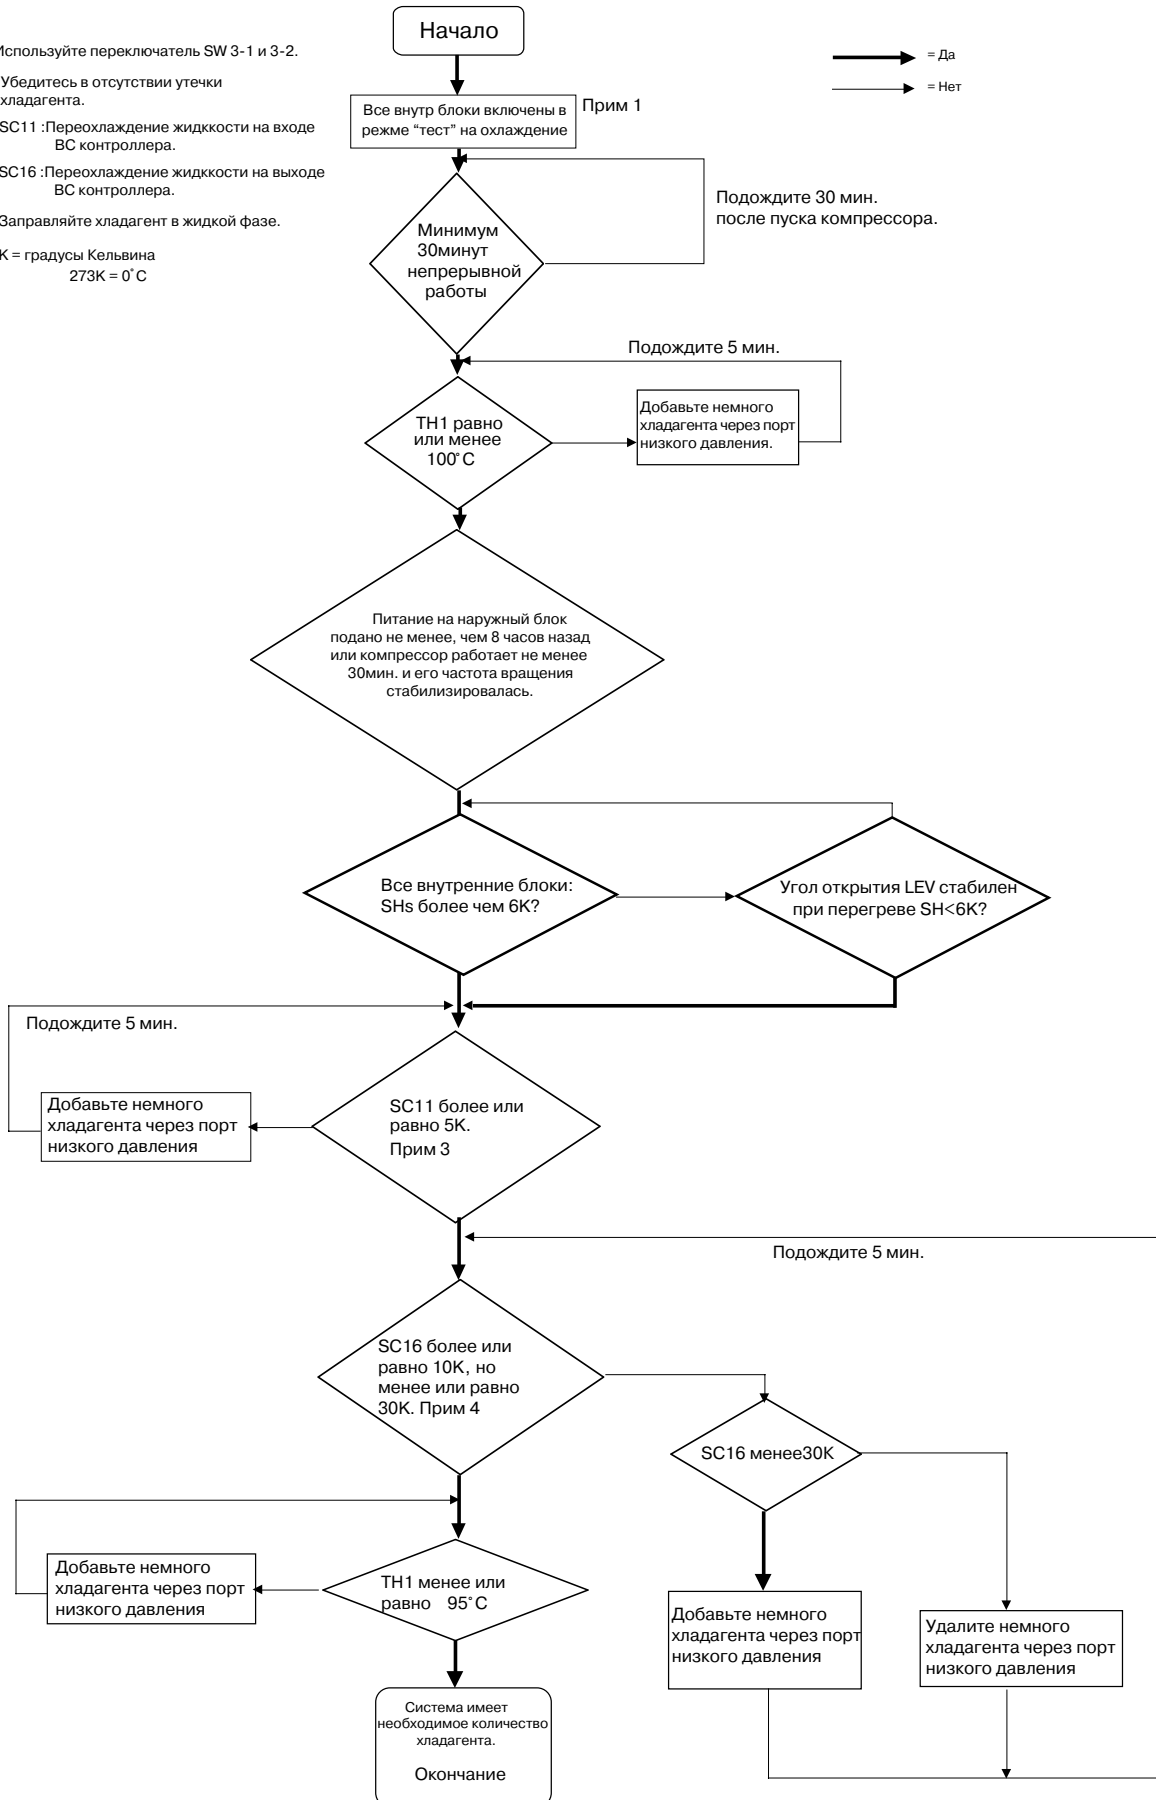 Начало
Используйте переключатель SW 3-1 и 3-2.
Убедитесь в отсутствии утечки
хладагента.
SC11 :Переохлаждение жидккости на входе
ВС контроллера.
SC16 :Переохлаждение жидккости на выходе
ВС контроллера.
Заправляйте хладагент в жидкой фазе.
К = градусы Кельвина
273K = 0˚C
= Да
= Нет
Все внутр блоки включены в
режме “тест” на охлаждение
Прим 1
Подождите 30 мин.
после пуска компрессора.
Минимум
30минут
непрерывной
работы
Подождите 5 мин.
TH1 равно
или менее
100˚C
Добавьте немного
хладагента через порт
низкого давления.
Питание на наружный блок
подано не менее, чем 8 часов назад
или компрессор работает не менее
30мин. и его частота вращения
стабилизировалась.
Все внутренние блоки:
SHs более чем 6K?
Угол открытия LEV стабилен
при перегреве SH<6K?
Подождите 5 мин.
Добавьте немного
хладагента через порт
низкого давления
SC11 более или
равно 5K.
Прим 3
Подождите 5 мин.
SC16 более или
равно 10K, но
менее или равно
30K. Прим 4
SC16 менее30K
Добавьте немного
хладагента через порт
низкого давления
TH1 менее или
равно 95˚C
Добавьте немного
хладагента через порт
низкого давления
Удалите немного
хладагента через порт
низкого давления
Система имеет
необходимое количество
хладагента.
Окончание